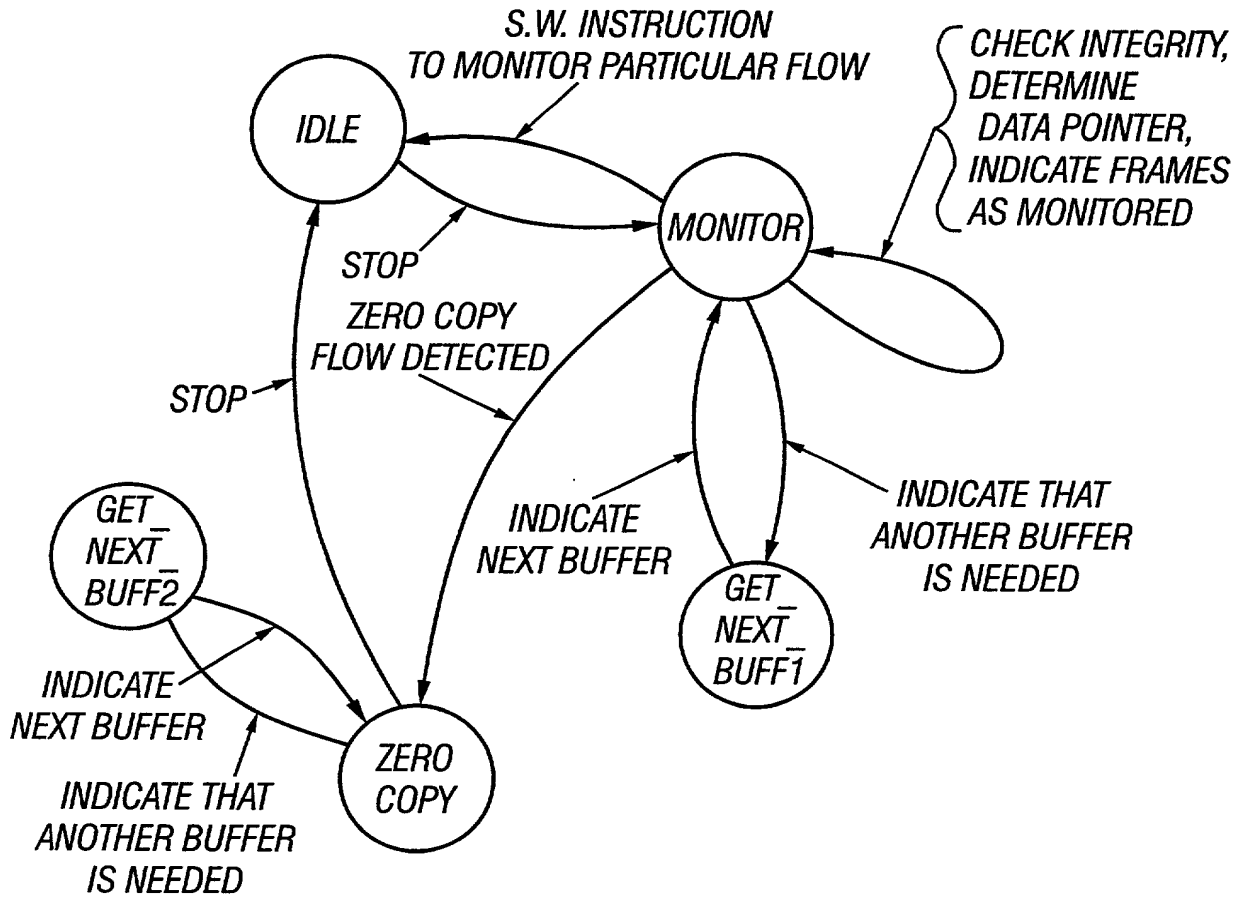 S.W. INSTRUCTION
TO MONITOR PARTICULAR FLOW
CHECK INTEGRITY,
DETERMINE
DATA POINTER,
INDICATE FRAMES
AS MONITORED
IDLE
MONITOR
STOP
ZERO COPY
FLOW DETECTED
STOP
GET_
NEXT_
BUFF2
INDICATE
NEXT BUFFER
INDICATE THAT
ANOTHER BUFFER
IS NEEDED
GET_
NEXT_
BUFF1
INDICATE
NEXT BUFFER
INDICATE THAT
ANOTHER BUFFER
IS NEEDED
ZERO
COPY